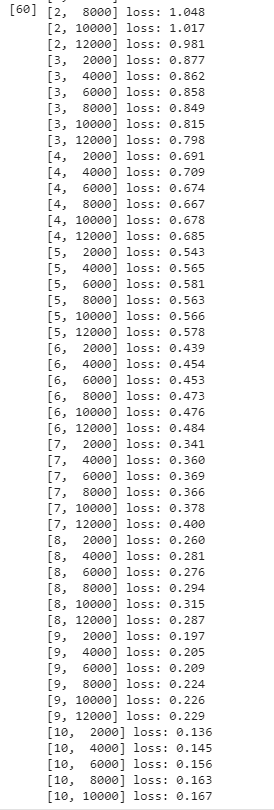 [60] [2,  8000] loss: 1.048
[2, 10000] loss: 1.017
[2, 12000] loss: 0.981
[3,  2000] loss: 0.877
[3,  4000] loss: 0.862
[3,  6000] loss: 0.858
[3,  8000] loss: 0.849
[3, 10000] loss: 0.815
[3, 12000] loss: 0.798
[4,  2000] loss: 0.691
[4,  4000] loss: 0.709
[4,  6000] loss: 0.674
[4,  8000] loss: 0.667
[4, 10000] loss: 0.678
[4, 12000] loss: 0.685
[5,  2000] loss: 0.543
[5,  4000] loss: 0.565
[5,  6000] loss: 0.581
[5,  8000] loss: 0.563
[5, 10000] loss: 0.566
[5, 12000] loss: 0.578
[6,  2000] loss: 0.439
[6,  4000] loss: 0.454
[6,  6000] loss: 0.453
[6,  8000] loss: 0.473
[6, 10000] loss: 0.476
[6, 12000] loss: 0.484
[7,  2000] loss: 0.341
[7,  4000] loss: 0.360
[7,  6000] loss: 0.369
[7,  8000] loss: 0.366
[7, 10000] loss: 0.378
[7, 12000] loss: 0.400
[8,  2000] loss: 0.260
[8,  4000] loss: 0.281
[8,  6000] loss: 0.276
[8,  8000] loss: 0.294
[8, 10000] loss: 0.315
[8, 12000] loss: 0.287
[9,  2000] loss: 0.197
[9,  4000] loss: 0.205
[9,  6000] loss: 0.209
[9,  8000] loss: 0.224
[9, 10000] loss: 0.226
[9, 12000] loss: 0.229
[10,  2000] loss: 0.136
[10,  4000] loss: 0.145
[10,  6000] loss: 0.156
[10,  8000] loss: 0.163
[10, 10000] loss: 0.167